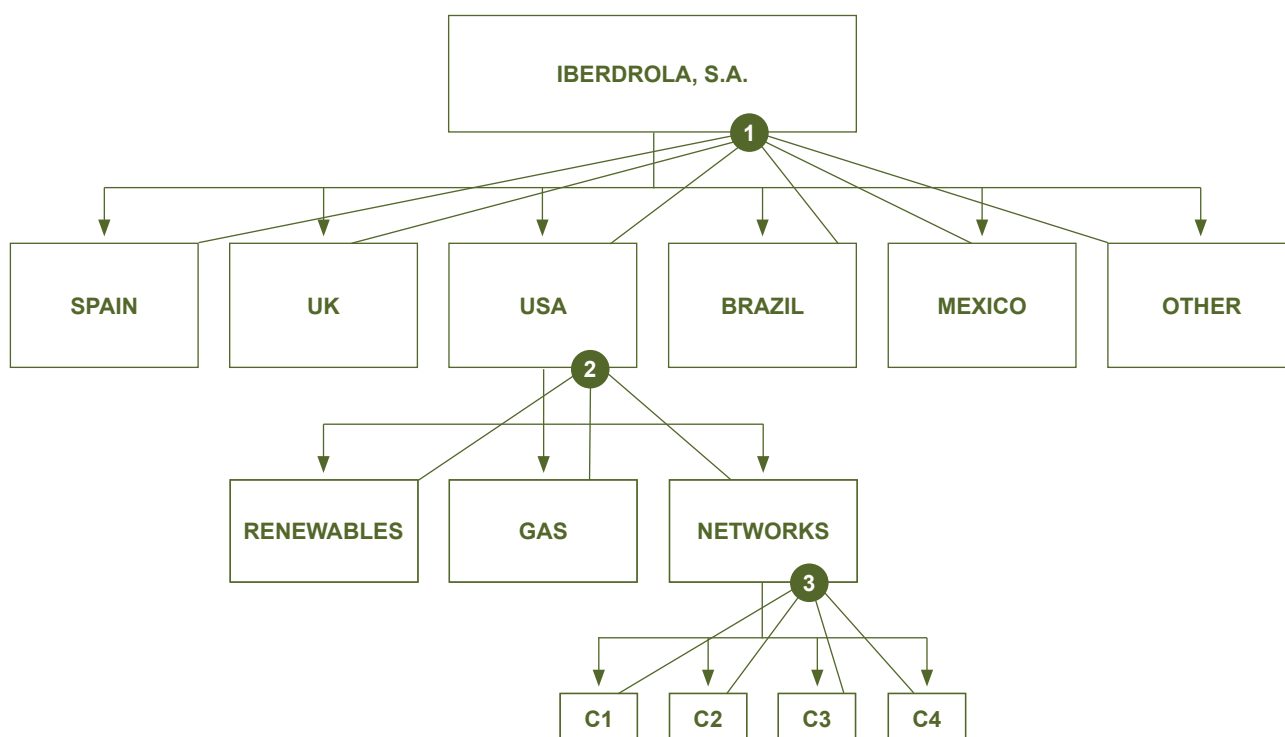 IBERDROLA, S.A.
1
SPAIN
UK
USA
BRAZIL
MEXICO
OTHER
2
RENEWABLES
GAS
NETWORKS
3
C1
C2
C3
C4